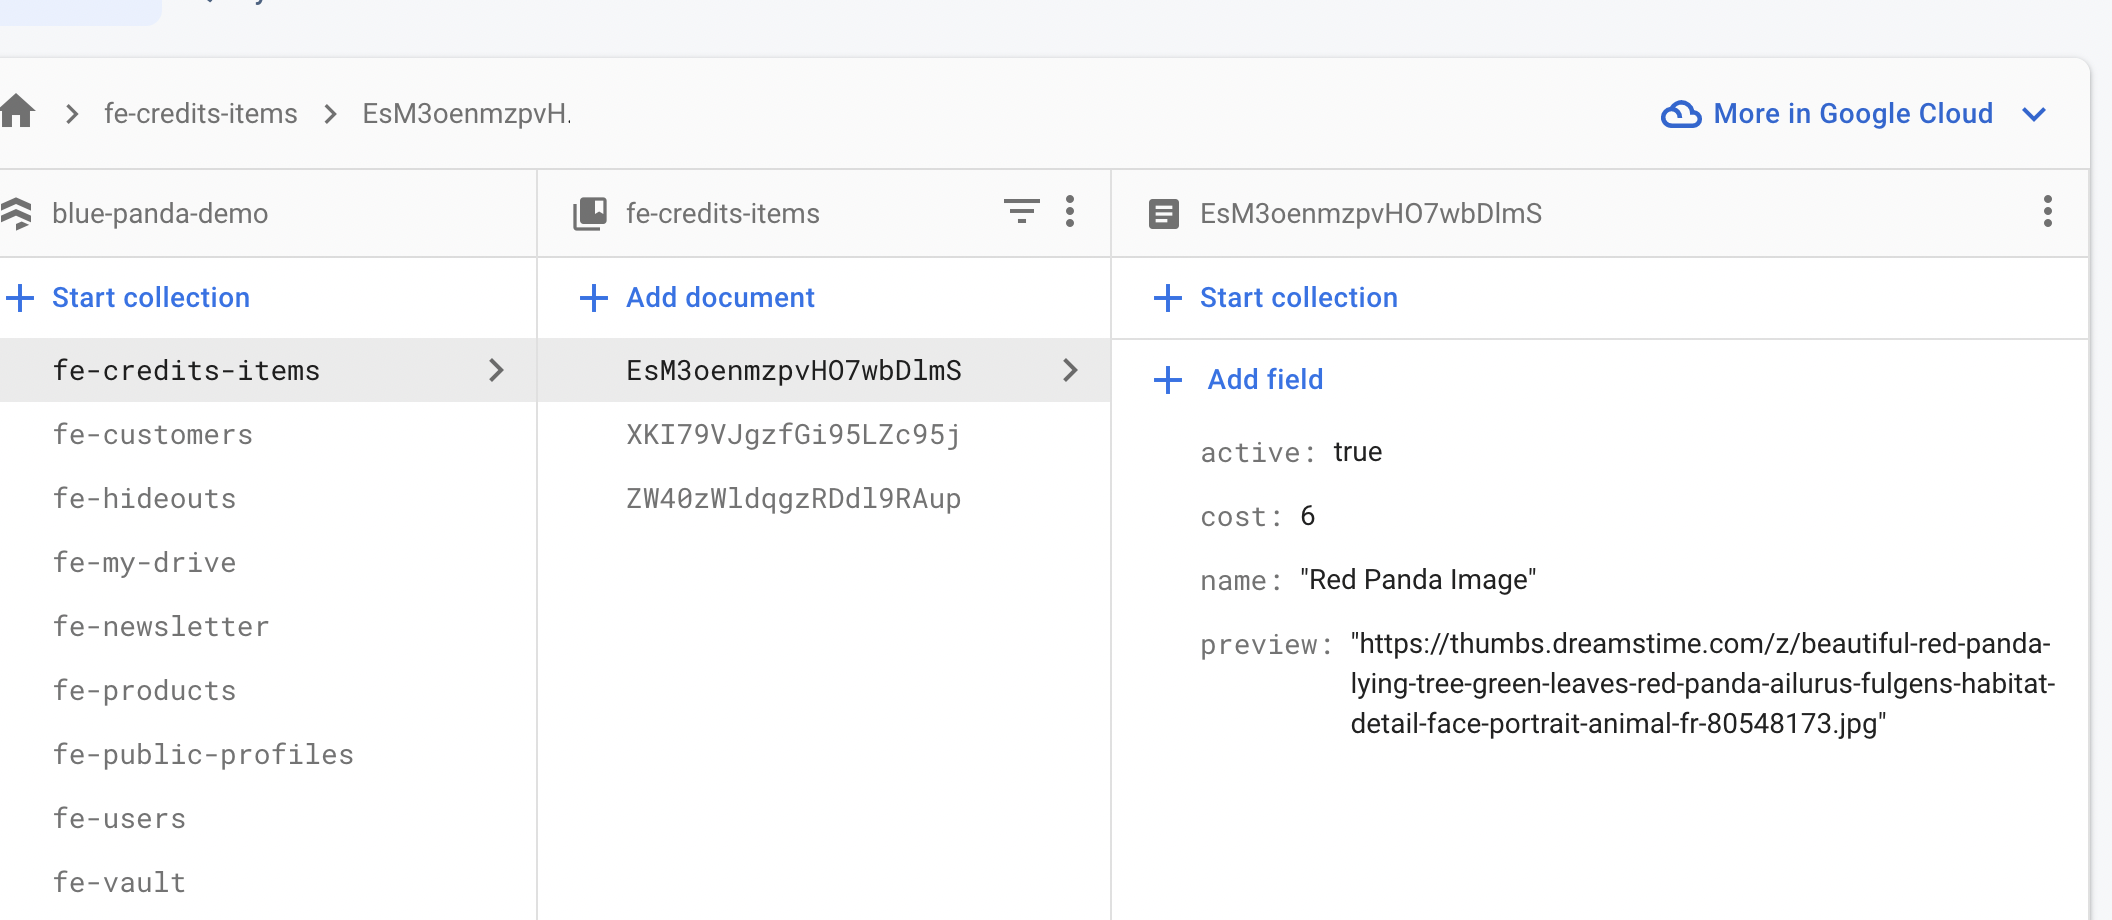 fe-credits-items
EsM3oenmzpvH.
More in Google Cloud
blue-panda-demo
fe-credits-items
EsM3oenmzpvHO7wbDlmS
Start collection
Add document
Start collection
fe-credits-items
fe-customers
fe-hideouts
fe-my-drive
fe-newsletter
fe-products
fe-public-profiles
fe-users
fe-vault
EsM3oenmzpvHO7wbDlmS
XKI79VJgzfGi95LZc95j
ZW40zWldqgzRDdl9RAup
Add field
active: true
cost: 6
name: "Red Panda Image"
preview: "https://thumbs.dreamstime.com/z/beautiful-red-panda-
lying-tree-green-leaves-red-panda-ailurus-fulgens-habitat-
detail-face-portrait-animal-fr-80548173.jpg"